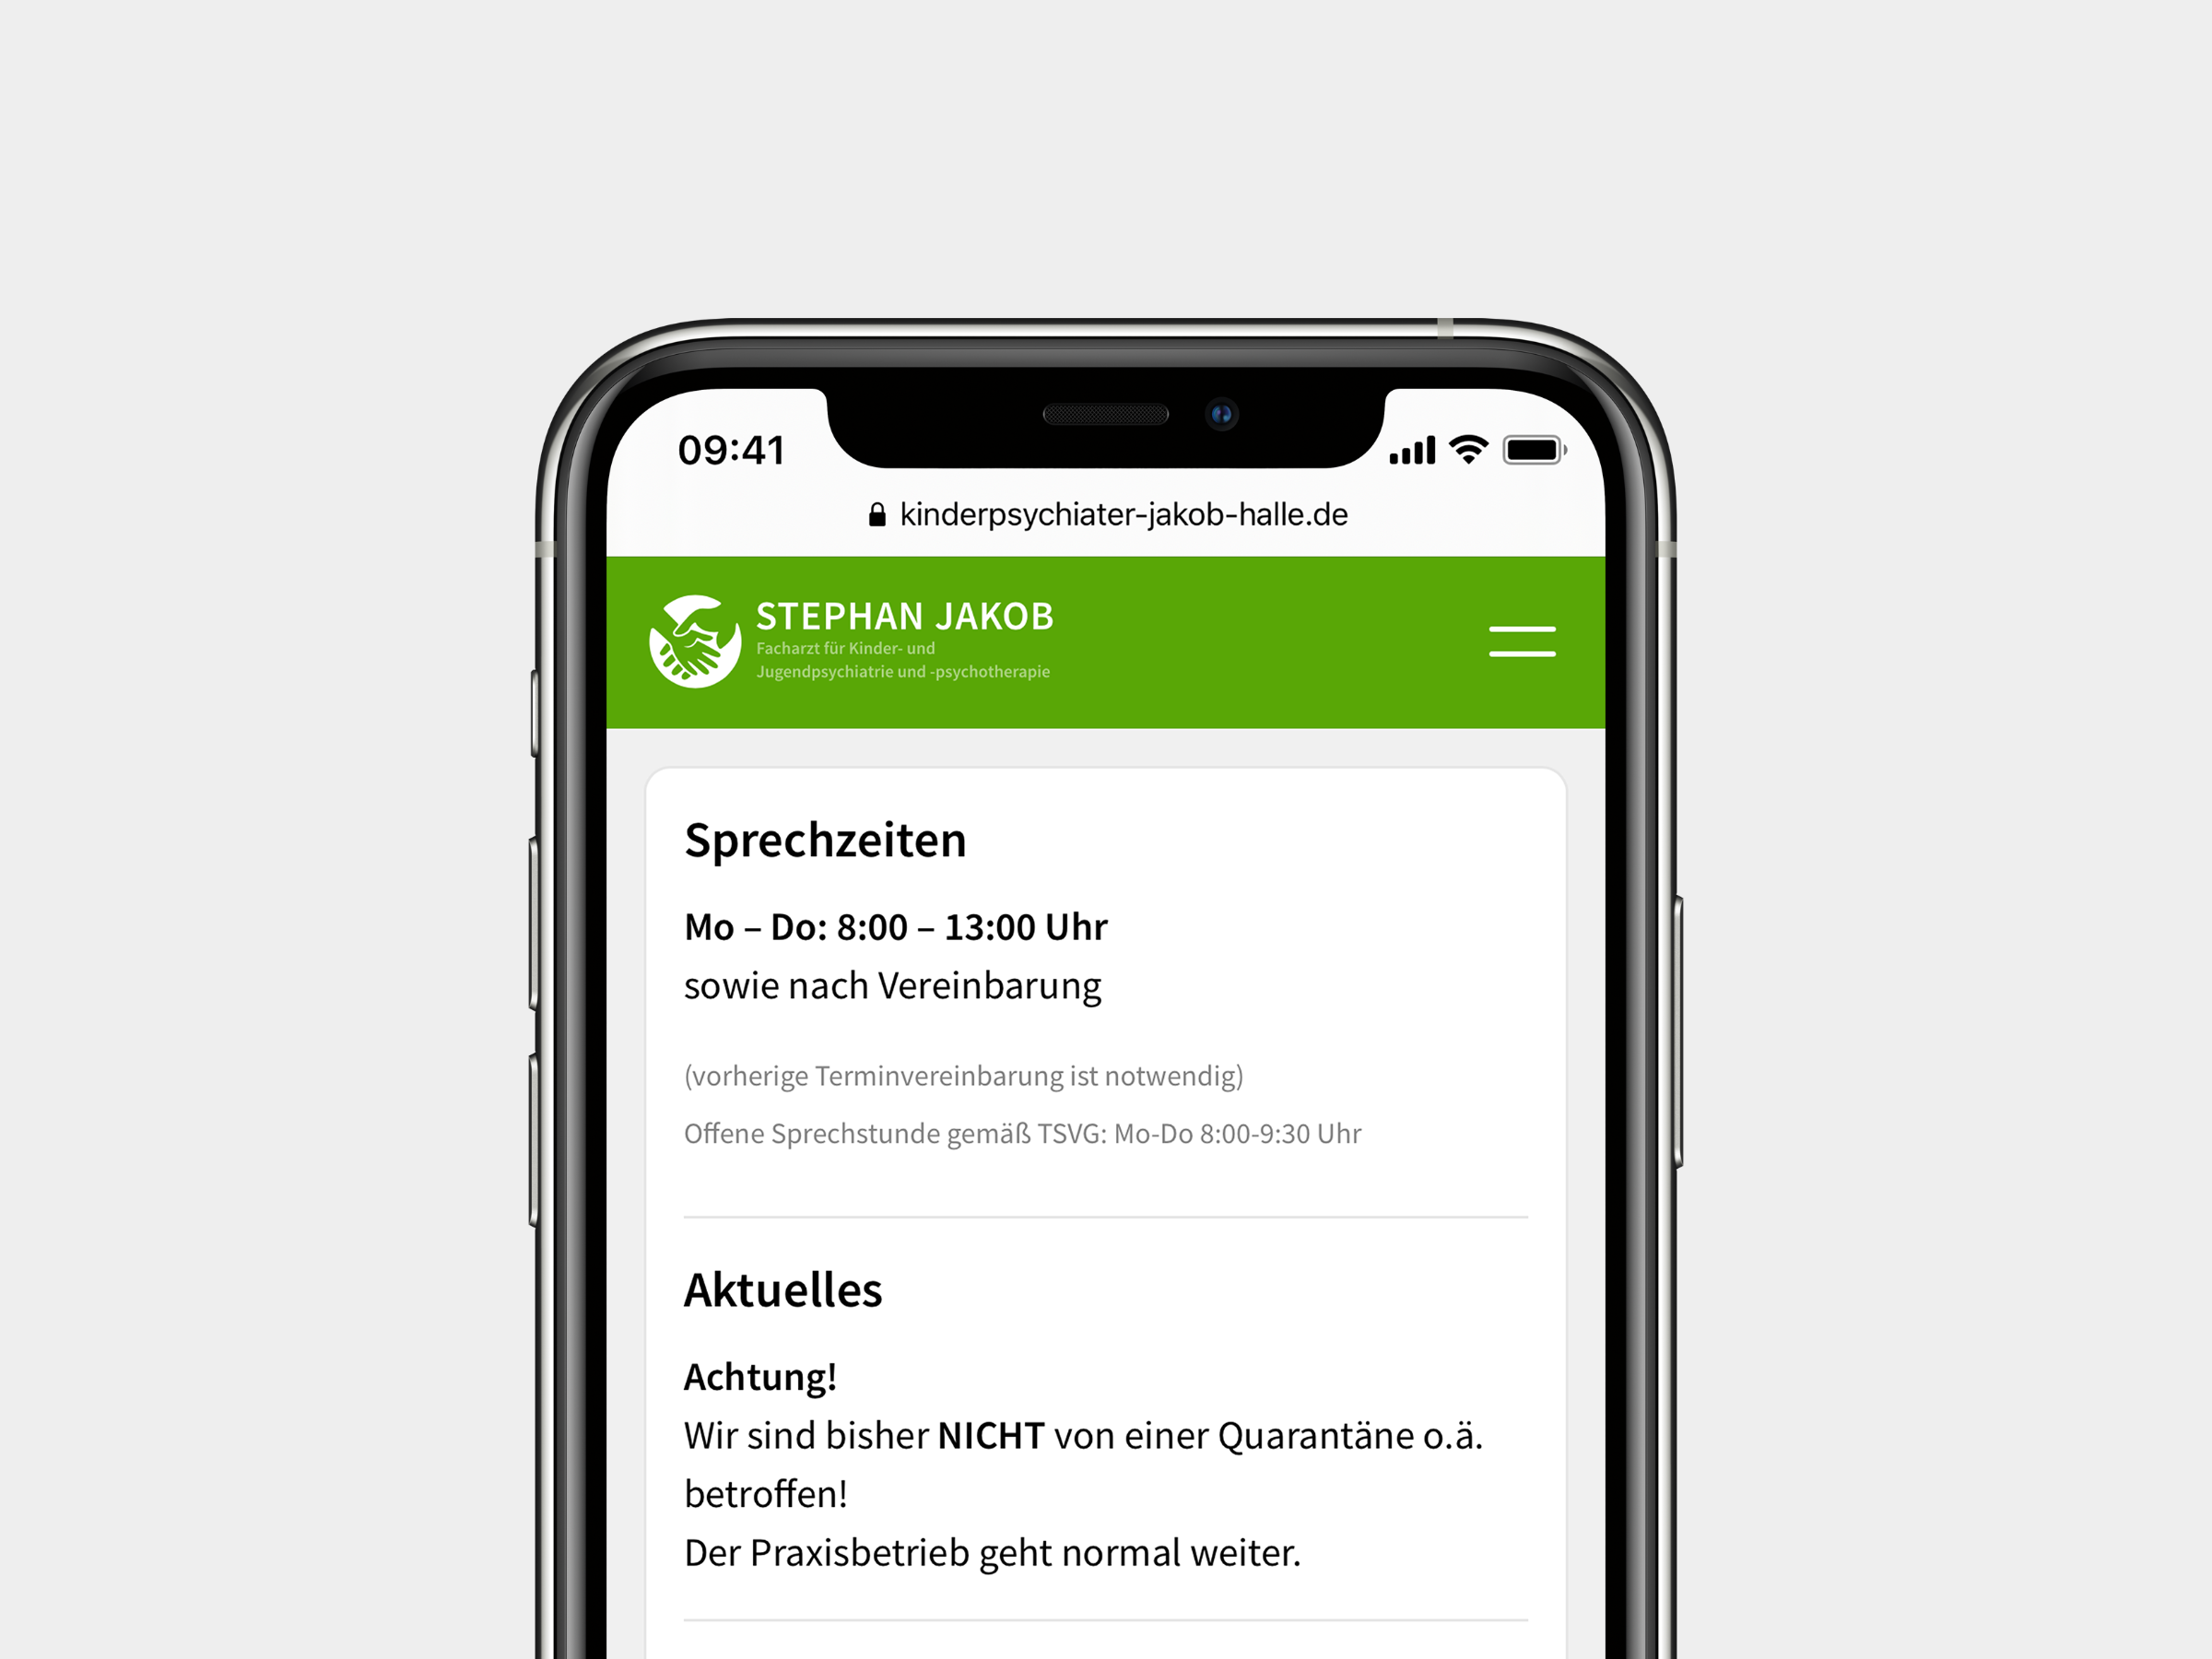 09:41
kinderpsychiater-jakob-halle.de
STEPHAN JAKOB
Facharzt für Kinder- und
Jugendpsychiatrie und -psychotherapie
Sprechzeiten
Mo – Do: 8:00 – 13:00 Uhr
sowie nach Vereinbarung
(vorherige Terminvereinbarung ist notwendig)
Offene Sprechstunde gemäß TSVG: Mo-Do 8:00-9:30 Uhr
Aktuelles
Achtung!
Wir sind bisher NICHT von einer Quarantäne o.ä.
betroffen!
Der Praxisbetrieb geht normal weiter.